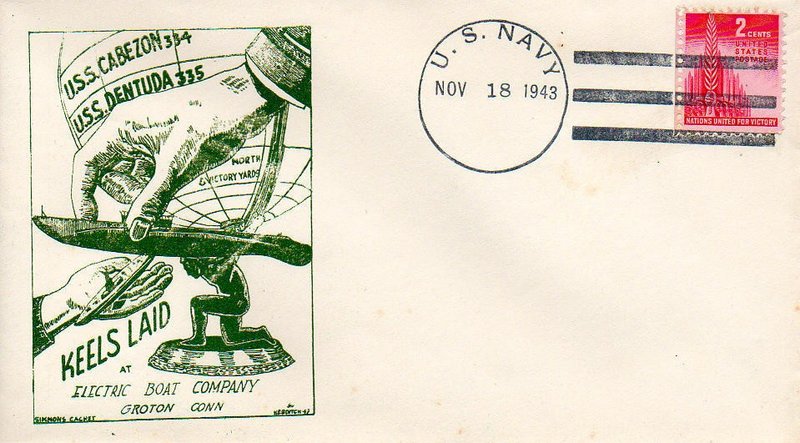 U.S.S. CABEZON 334
U.S.S. DENTUDA 335
NORTH
& VICTORY YARDS
KEELS LAID
AT
ELECTRIC BOAT COMPANY
GROTON CONN
SIMMONS CACHET
U. S. NAVY
NOV 18 1943
2 CENTS
UNITED
STATES
POSTAGE
NATIONS UNITED FOR VICTORY